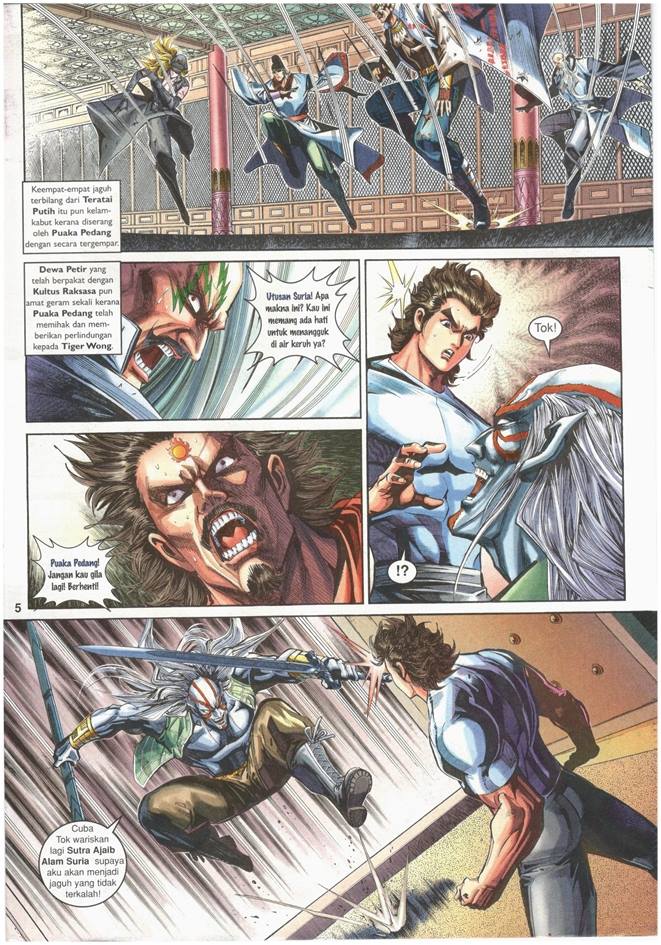 Keempat-empat jaguh
terbilang dari Teratai
Putih itu pun kelam-
kabut kerana diserang
oleh Puaka Pedang
dengan secara tergempar.
Dewa Petir yang
telah berpakat dengan
Kultus Raksasa pun
amat geram sekali kerana
Puaka Pedang telah
memihak dan mem-
berikan perlindungan
kepada Tiger Wong.
Utusan Suria! Apa
makna ini? Kau ini
memang ada hati
untuk menangguk
di air keruh ya?
Tok!
Puaka Pedang!
Jangan kau gila
lagi! Berhenti!
!?
5
Cuba
Tok wariskan
lagi Sutra Ajaib
Alam Suria supaya
aku akan menjadi
jaguh yang tidak
terkalah!